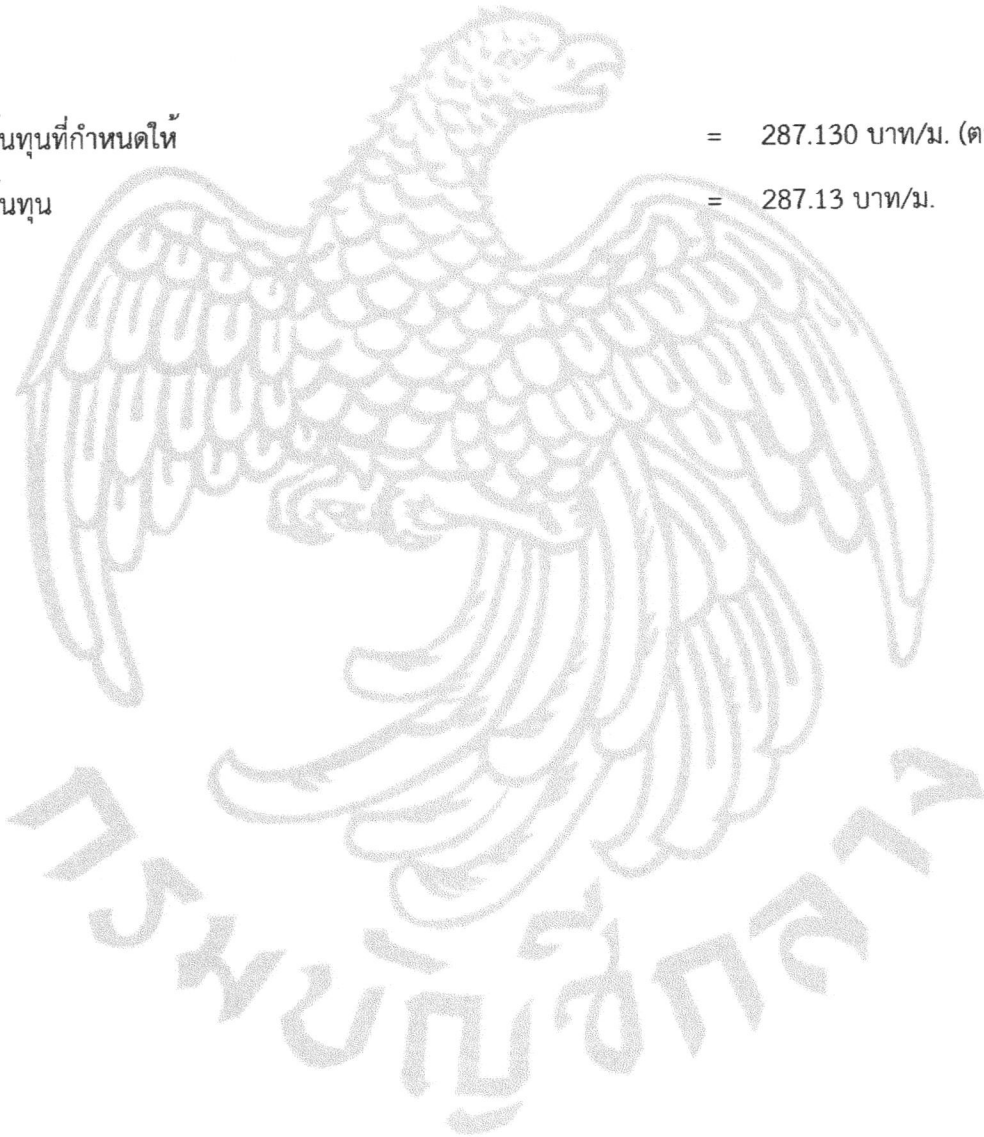 นทุนที่กำหนดให้ = 287.130 บาท/ม. (ต
นทุน = 287.13 บาท/ม.
กรมบัญชีกลาง